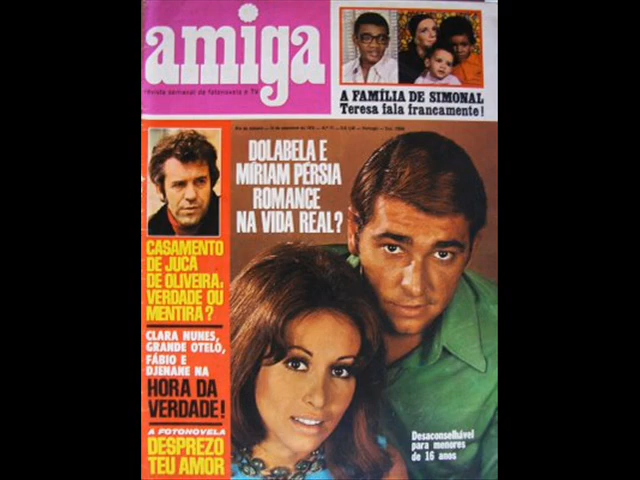 amiga
revista semanal de fotonovela e TV
A FAMÍLIA DE SIMONAL
Teresa fala francamente!
DOLABELA E
MÍRIAM PÉRSIA
ROMANCE
NA VIDA REAL?
CASAMENTO
DE JUCA
DE OLIVEIRA:
VERDADE OU
MENTIRA?
CLARA NUNES,
GRANDE OTELO,
FÁBIO E
DJENANE NA
HORA DA
VERDADE!
A FOTONOVELA
DESPREZO
TEU AMOR
Desaconselhável
para menores
de 16 anos